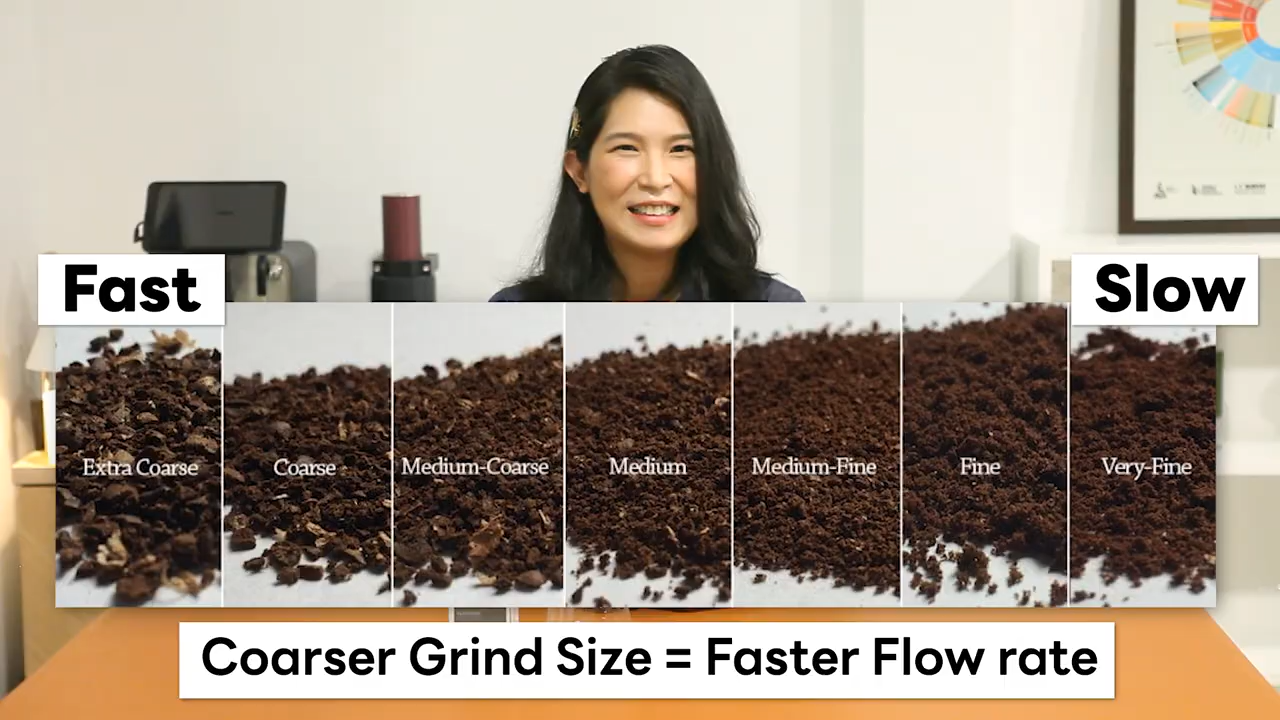 Fast
Slow
Extra Coarse
Coarse
Medium-Coarse
Medium
Medium-Fine
Fine
Very-Fine
Coarser Grind Size = Faster Flow rate